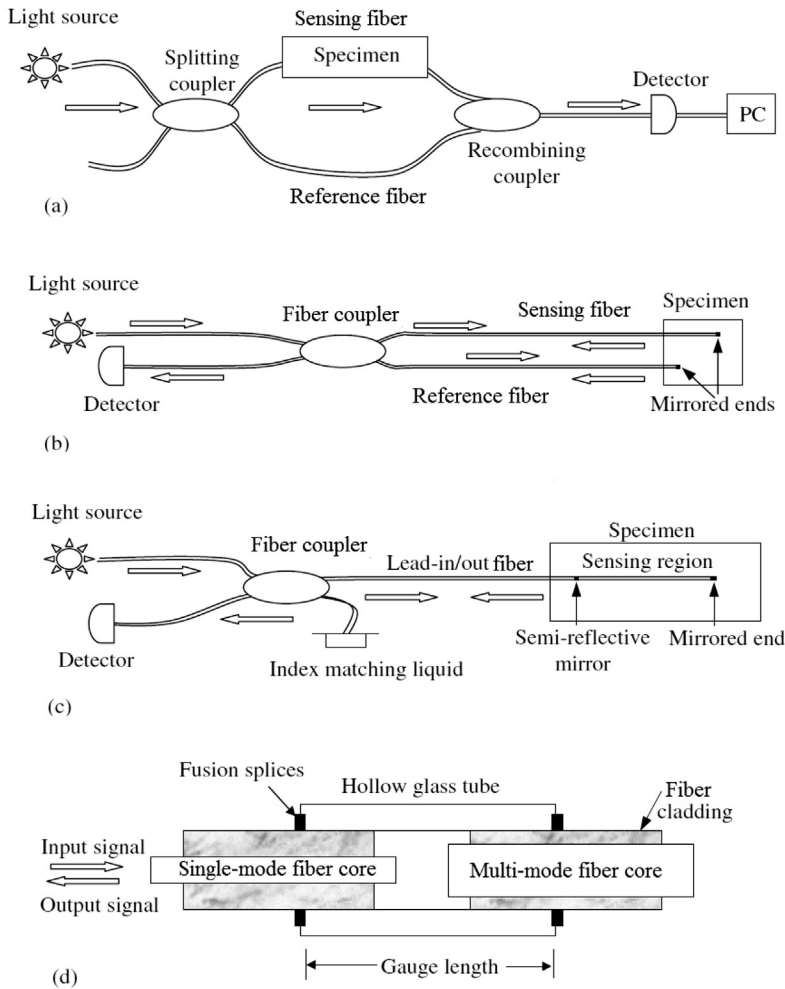 Light source
Sensing fiber
Splitting
coupler
Specimen
Detector
PC
Recombining
coupler
Reference fiber
(a)
Light source
Fiber coupler
Sensing fiber
Specimen
Detector
Reference fiber
Mirrored ends
(b)
Light source
Specimen
Fiber coupler
Lead-in/out fiber
Sensing region
Detector
Index matching liquid
Semi-reflective
mirror
Mirrored end
(c)
Fusion splices
Hollow glass tube
Fiber
cladding
Input signal
Single-mode fiber core
Multi-mode fiber core
Output signal
Gauge length
(d)